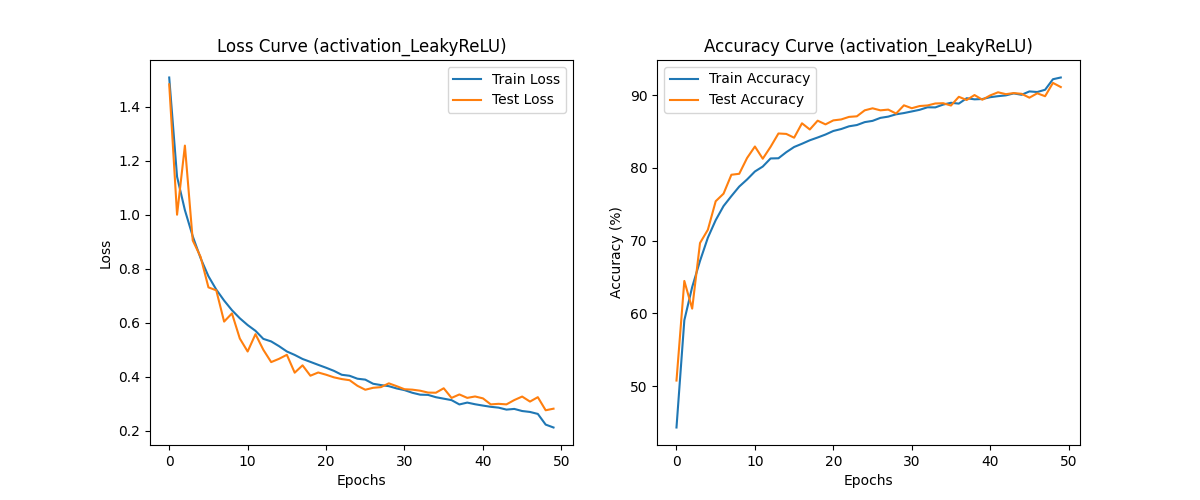 Loss Curve (activation_LeakyReLU)
Train Loss
Test Loss
1.4
1.2
1.0
0.8
0.6
0.4
0.2
Loss
0 10 20 30 40 50
Epochs
Accuracy Curve (activation_LeakyReLU)
Train Accuracy
Test Accuracy
90
80
70
60
50
Accuracy (%)
0 10 20 30 40 50
Epochs